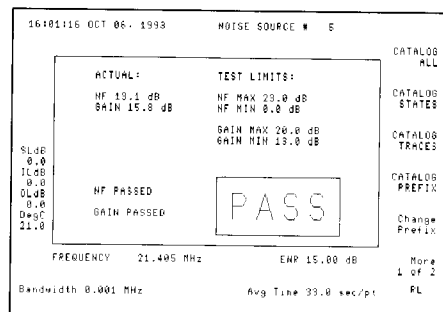 16:01:16 OCT 06, 1993 NOISE SOURCE # 5
CATALOG
ALL
ACTUAL: TEST LIMITS:
NF 13.1 dB NF MAX 23.0 dB
GAIN 15.8 dB NF MIN 0.0 dB
CATALOG
STATES
GAIN MAX 20.0 dB
GAIN MIN 13.0 dB
CATALOG
TRACES
SLdB
0.0
ILdB
0.0
OLdB
0.0
DegC
21.0
NF PASSED
GAIN PASSED
PASS
CATALOG
PREFIX
Change
Prefix
FREQUENCY 21.405 MHz ENR 15.00 dB
More
1 of 2
Bandwidth 0.001 MHz Avg Time 33.0 sec/pt RL